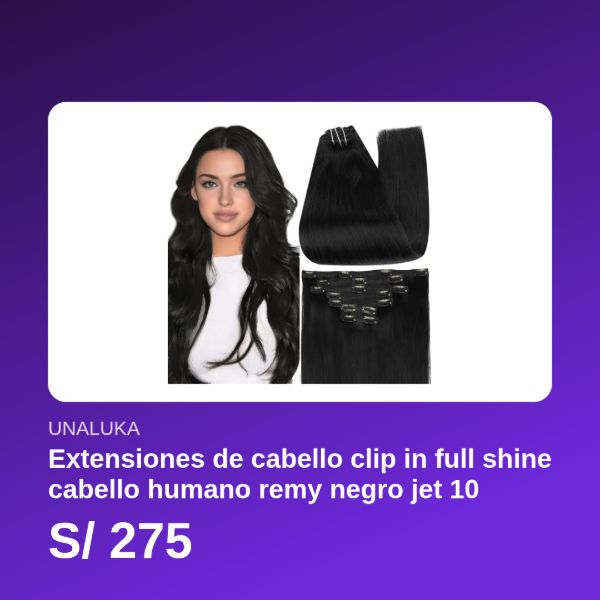 UNALUKA
Extensiones de cabello clip in full shine
cabello humano remy negro jet 10
S/ 275